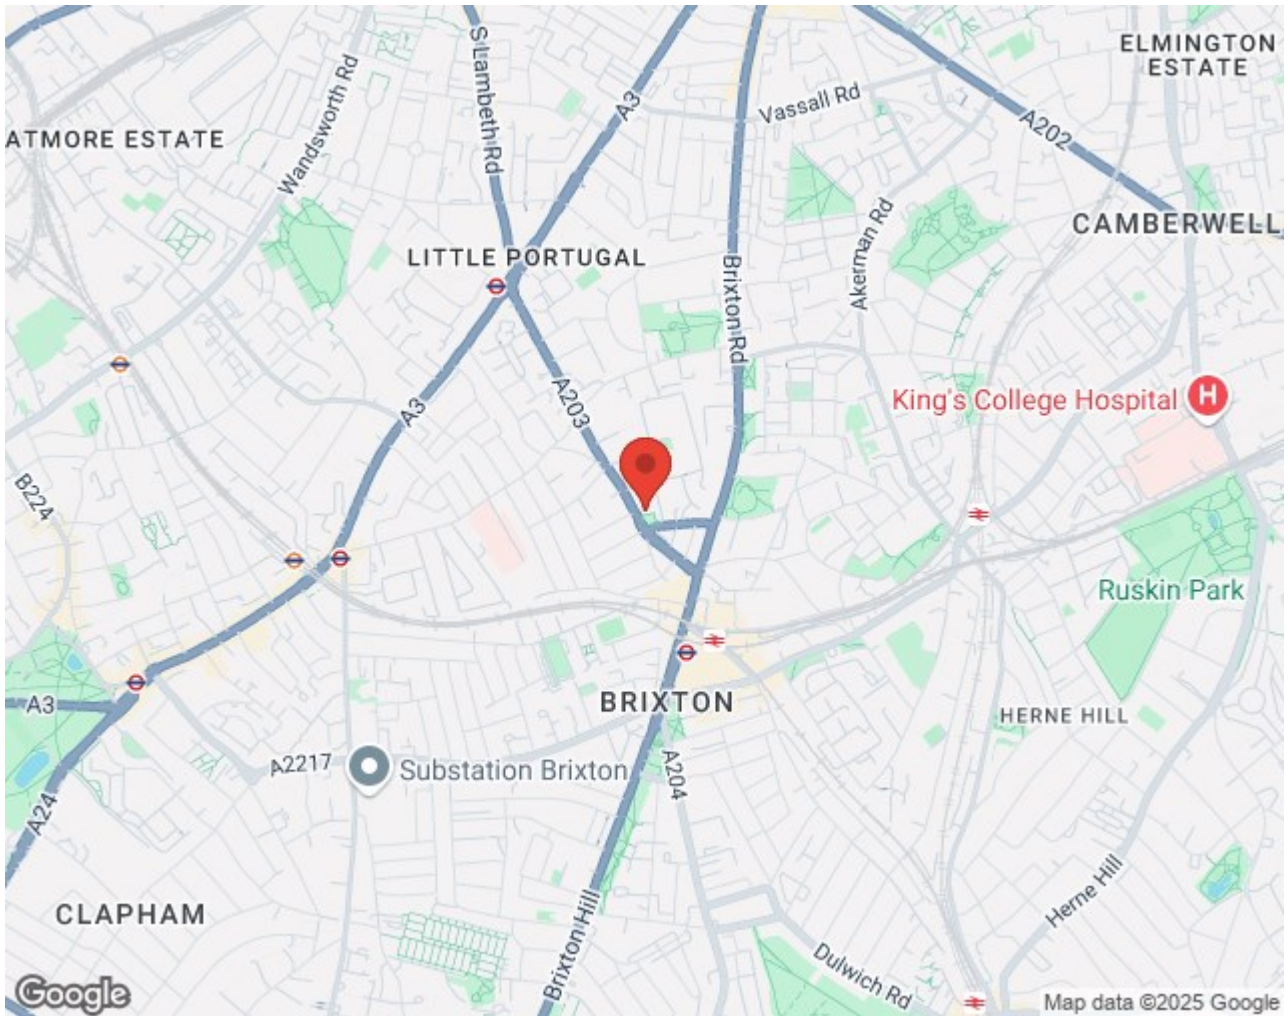 ELMINGTON
ESTATE
S Lambeth Rd
A3
Vassall Rd
Wandsworth Rd
A202
ATMORE ESTATE
CAMBERWELL
Akerman Rd
LITTLE PORTUGAL
Brixton Rd
King's College Hospital
H
A203
A3
B224
Ruskin Park
BRIXTON
A3
HERNE HILL
A2217
Substation Brixton
A204
A24
CLAPHAM
Herne Hill
Brixton Hill
Dulwich Rd
Google
Map data ©2025 Google